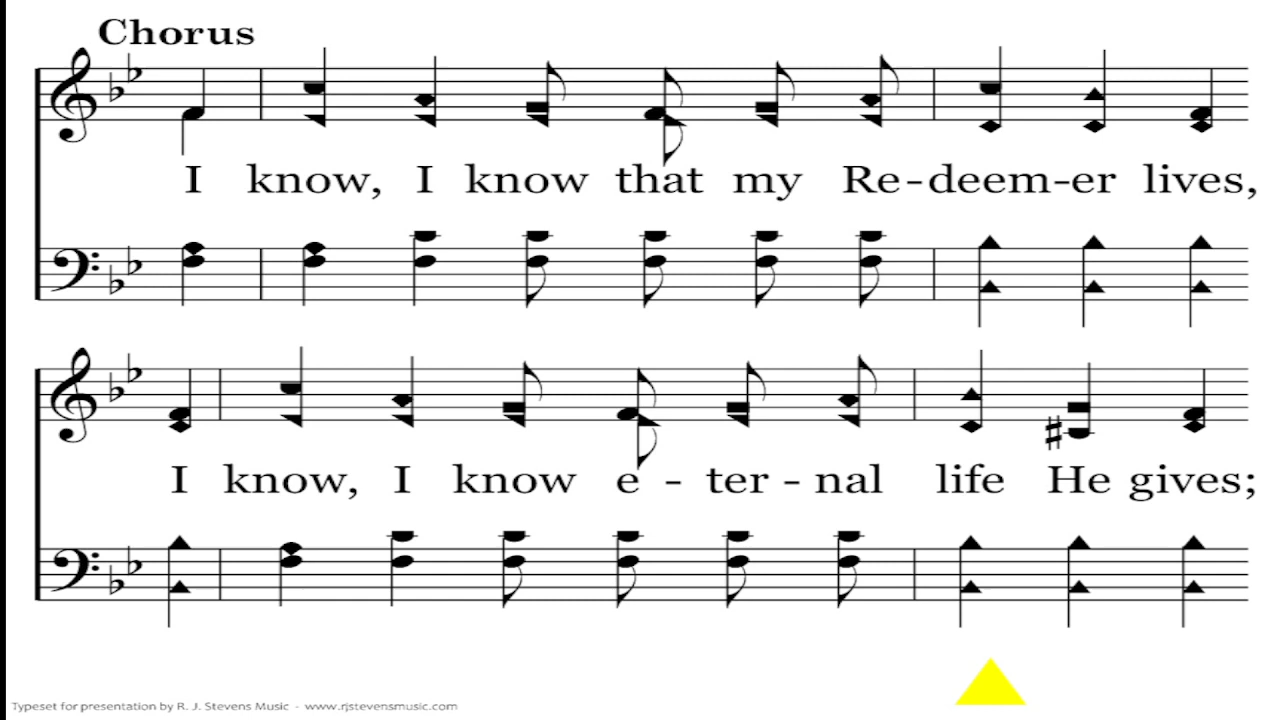 Chorus
I know, I know that my Re-deem-er lives,
I know, I know e - ter - nal life He gives;
Typeset for presentation by R. J. Stevens Music - www.rjstevensmusic.com